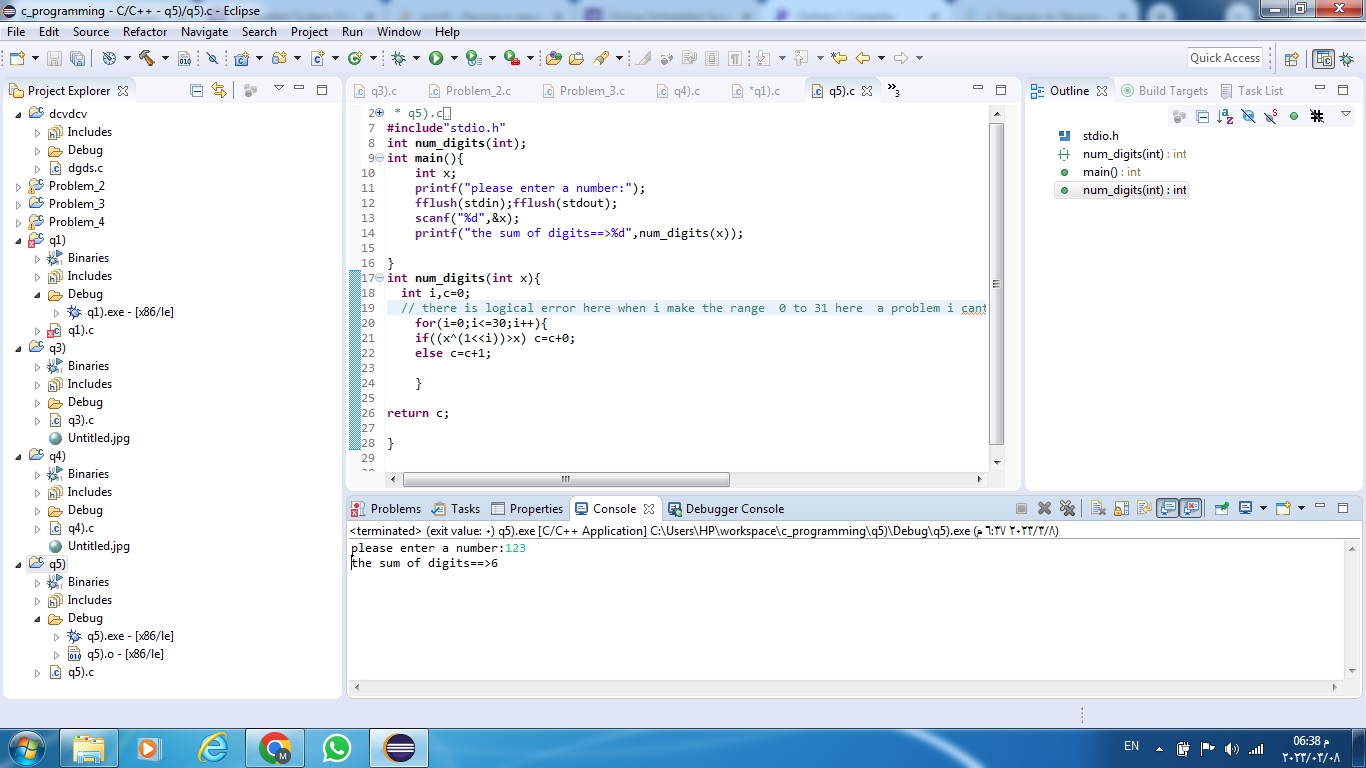 c_programming - C/C++ - q5)/q5).c - Eclipse
File Edit Source Refactor Navigate Search Project Run Window Help
Quick Access
Project Explorer
dcvdcv
Includes
Debug
dgds.c
Problem_2
Problem_3
Problem_4
q1)
Binaries
Includes
Debug
q1).exe - [x86/le]
q1).c
q3)
Binaries
Includes
Debug
q3).c
Untitled.jpg
q4)
Binaries
Includes
Debug
q4).c
Untitled.jpg
q5)
Binaries
Includes
Debug
q5).exe - [x86/le]
q5).o - [x86/le]
q5).c
q3).c Problem_2.c Problem_3.c q4).c *q1).c q5).c »3
2 * q5).c
7 #include"stdio.h"
8 int num_digits(int);
9 int main(){
10 int x;
11 printf("please enter a number:");
12 fflush(stdin);fflush(stdout);
13 scanf("%d",&x);
14 printf("the sum of digits==>%d",num_digits(x));
15
16 }
17 int num_digits(int x){
18 int i,c=0;
19 // there is logical error here when i make the range  0 to 31 here  a problem i cant
20 for(i=0;i<=30;i++){
21 if((x^(1<<i))>x) c=c+0;
22 else c=c+1;
23
24 }
25
26 return c;
27
28 }
29
Outline Build Targets Task List
stdio.h
num_digits(int) : int
main() : int
num_digits(int) : int
Problems Tasks Properties Console Debugger Console
<terminated> (exit value: ٠) q5).exe [C/C++ Application] C:\Users\HP\workspace\c_programming\q5)\Debug\q5).exe (٢٠٢٣/٣/٨ ٦:٣٧ م)
please enter a number:123
the sum of digits==>6
EN
06:38 م
٢٠٢٣/٠٣/٠٨